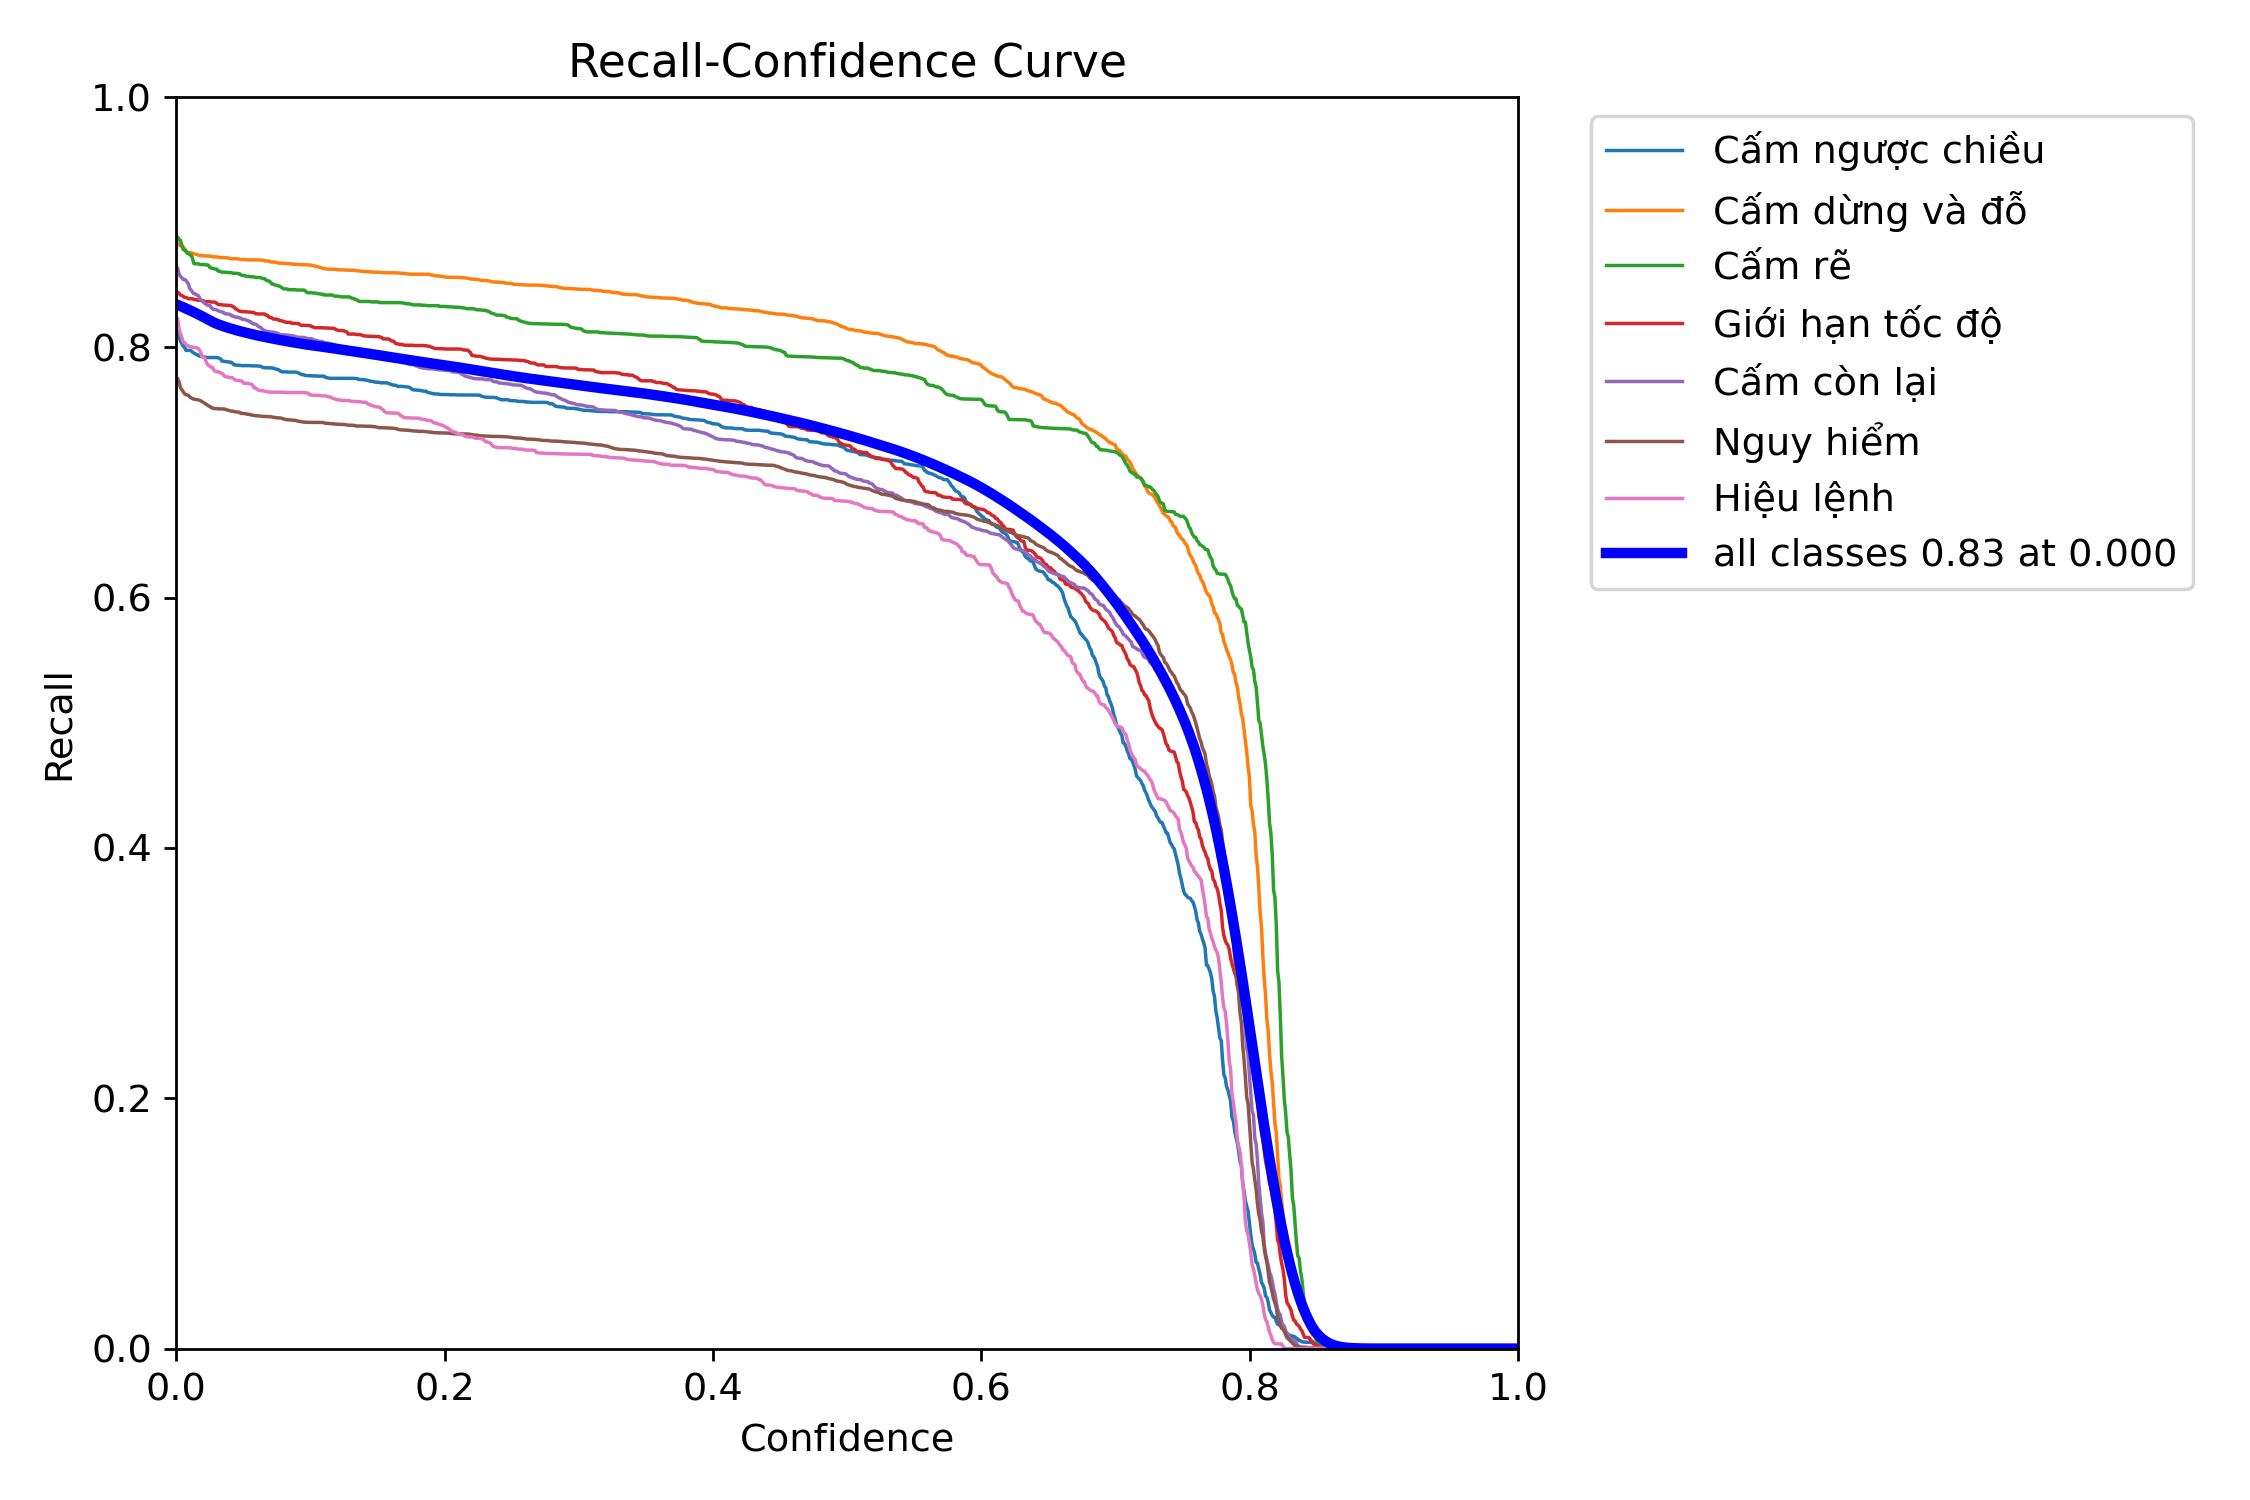 Recall-Confidence Curve
1.0
0.8
0.6
0.4
0.2
0.0
Recall
0.0 0.2 0.4 0.6 0.8 1.0
Confidence
Cấm ngược chiều
Cấm dừng và đỗ
Cấm rẽ
Giới hạn tốc độ
Cấm còn lại
Nguy hiểm
Hiệu lệnh
all classes 0.83 at 0.000